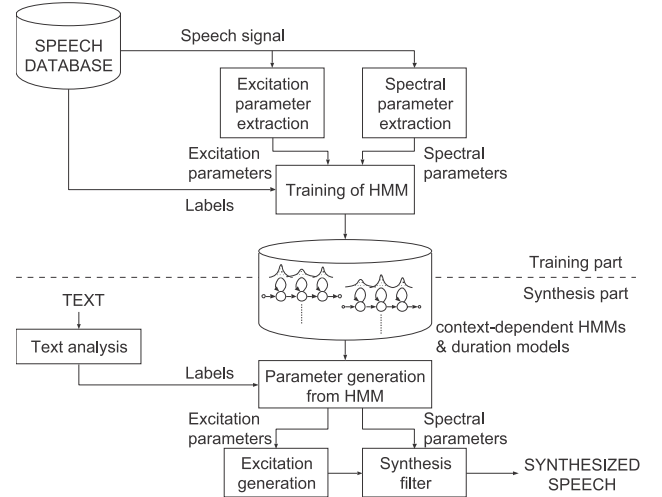 SPEECH
DATABASE
Speech signal
Excitation
parameter
extraction
Spectral
parameter
extraction
Excitation
parameters
Spectral
parameters
Training of HMM
Labels
Training part
Synthesis part
TEXT
context-dependent HMMs
& duration models
Text analysis
Labels
Parameter generation
from HMM
Excitation
parameters
Spectral
parameters
Excitation
generation
Synthesis
filter
SYNTHESIZED
SPEECH